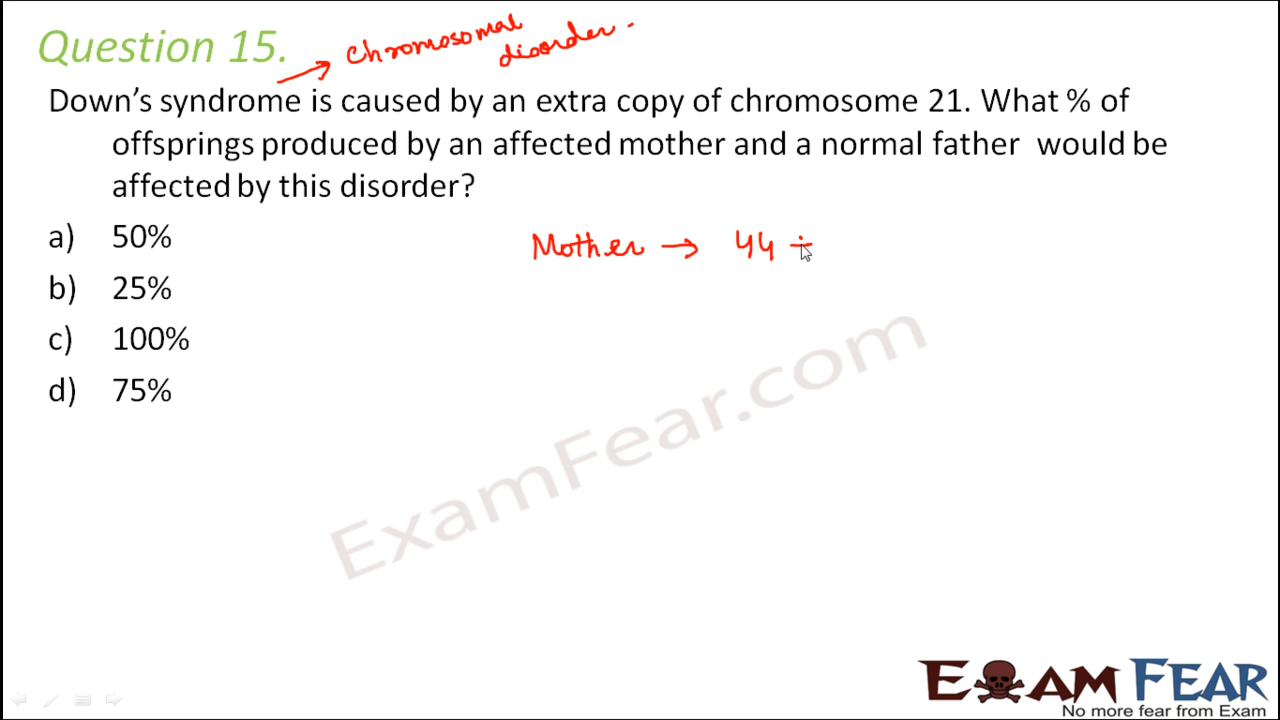 Question 15.
Chromosomal
disorder.
Down's syndrome is caused by an extra copy of chromosome 21. What % of
offsprings produced by an affected mother and a normal father would be
affected by this disorder?
a) 50%
Mother → 44 +
b) 25%
c) 100%
d) 75%
ExamFear.com
EXAM FEAR
No more fear from Exam